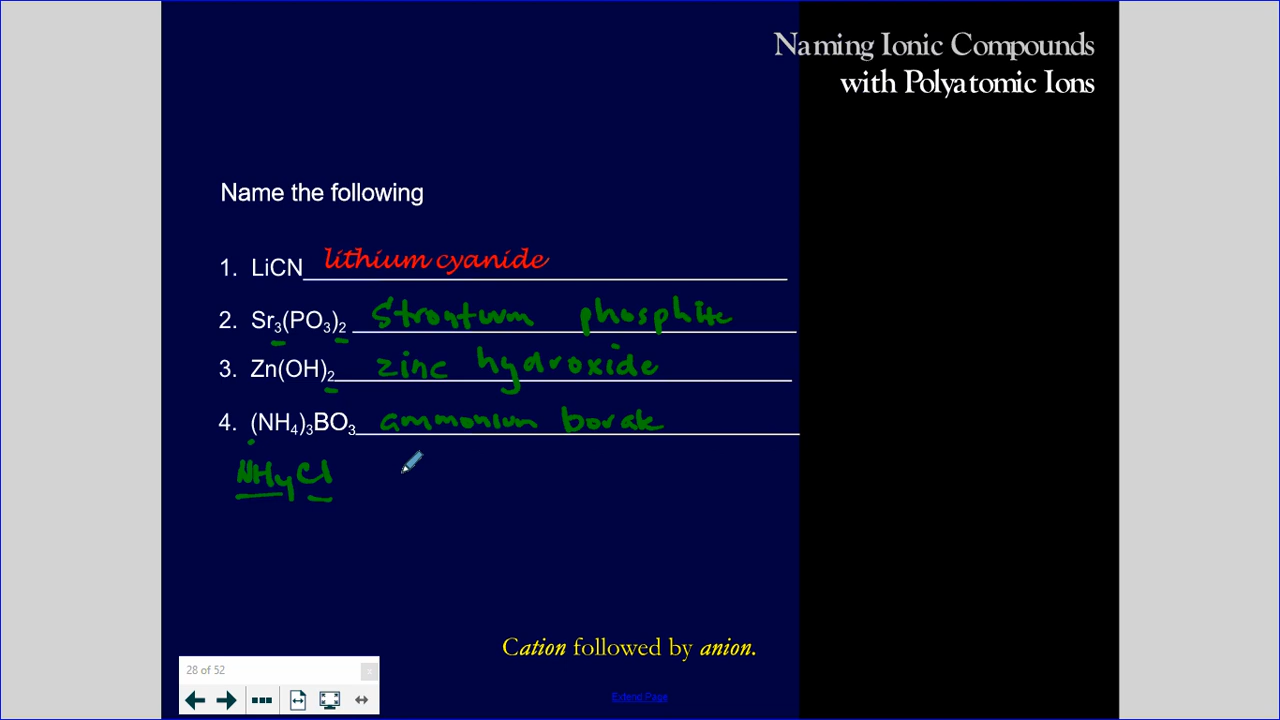 Naming Ionic Compounds
with Polyatomic Ions
Name the following
1. LiCN lithium cyanide
2. Sr₃(PO₃)₂ Strontium phosphite
3. Zn(OH)₂ zinc hydroxide
4. (NH₄)₃BO₃ ammonium borate
NH₄Cl
Cation followed by anion.
28 of 52
Extend Page